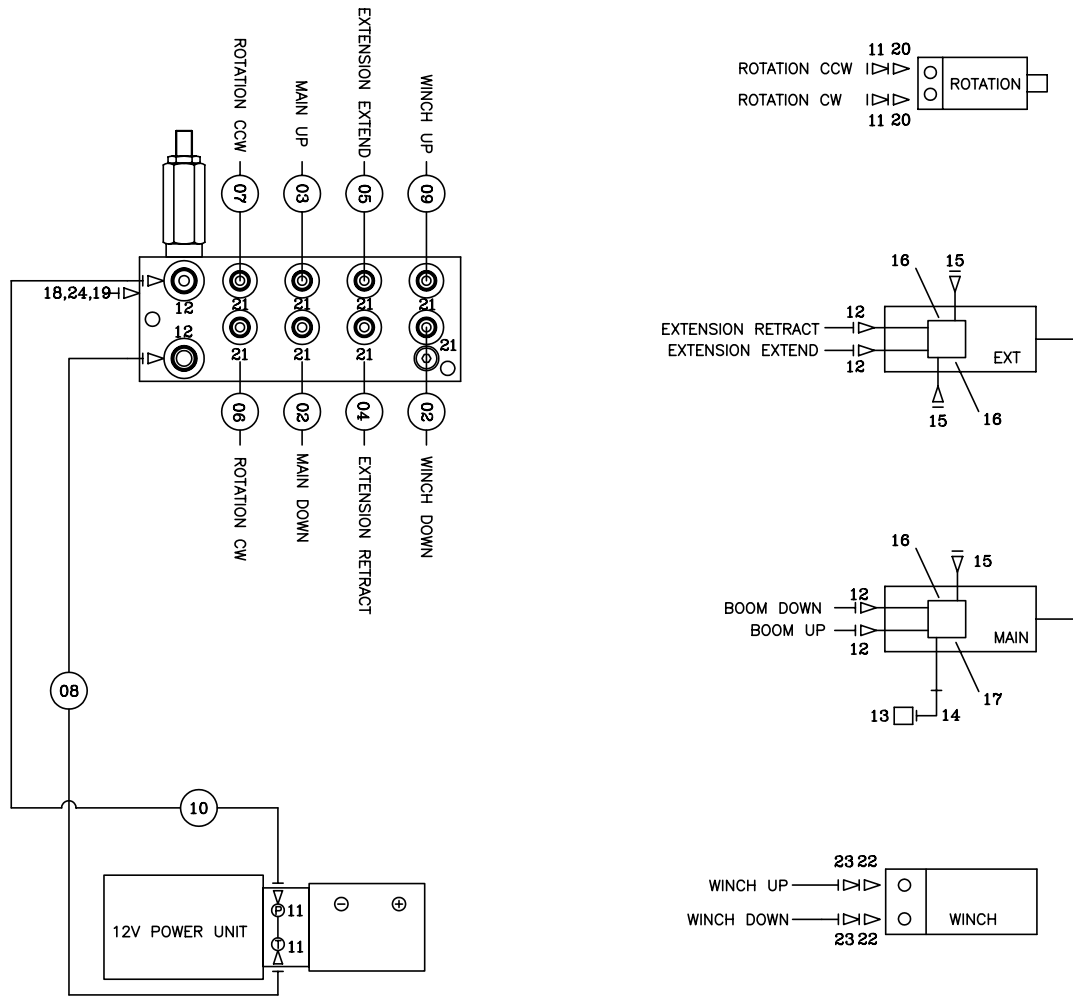 ROTATION CCW
MAIN UP
EXTENSION EXTEND
WINCH UP
07
03
05
09
18,24,19
12
21
21
21
21
12
21
21
21
21
06
02
04
02
ROTATION CW
MAIN DOWN
EXTENSION RETRACT
WINCH DOWN
08
10
12V POWER UNIT
P 11
T 11
11 20
ROTATION CCW
ROTATION
ROTATION CW
11 20
16
15
12
EXTENSION RETRACT
EXTENSION EXTEND
EXT
12
15
16
16
15
12
BOOM DOWN
BOOM UP
MAIN
12
17
13
14
23 22
WINCH UP
WINCH DOWN
WINCH
23 22